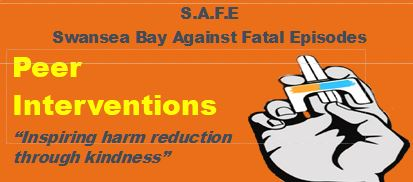 S.A.F.E
Swansea Bay Against Fatal Episodes
Peer
Interventions
“Inspiring harm reduction
through kindness”